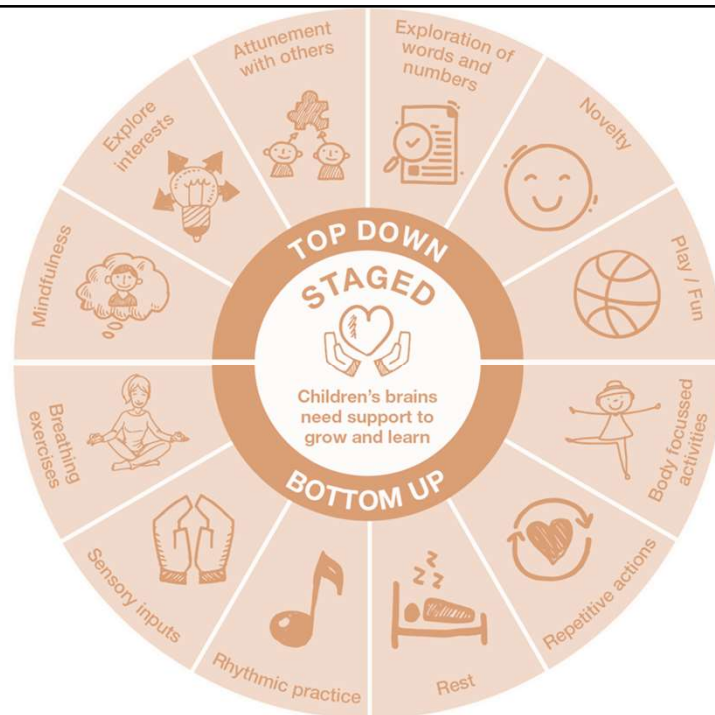 Attunement
with others
Exploration of
words and
numbers
Explore
interests
Novelty
Mindfulness
Play / Fun
TOP DOWN
STAGED
Children's brains
need support to
grow and learn
BOTTOM UP
Breathing
exercises
Body focussed
activities
Sensory inputs
Repetitive actions
Rhythmic practice
Rest
z
z
z